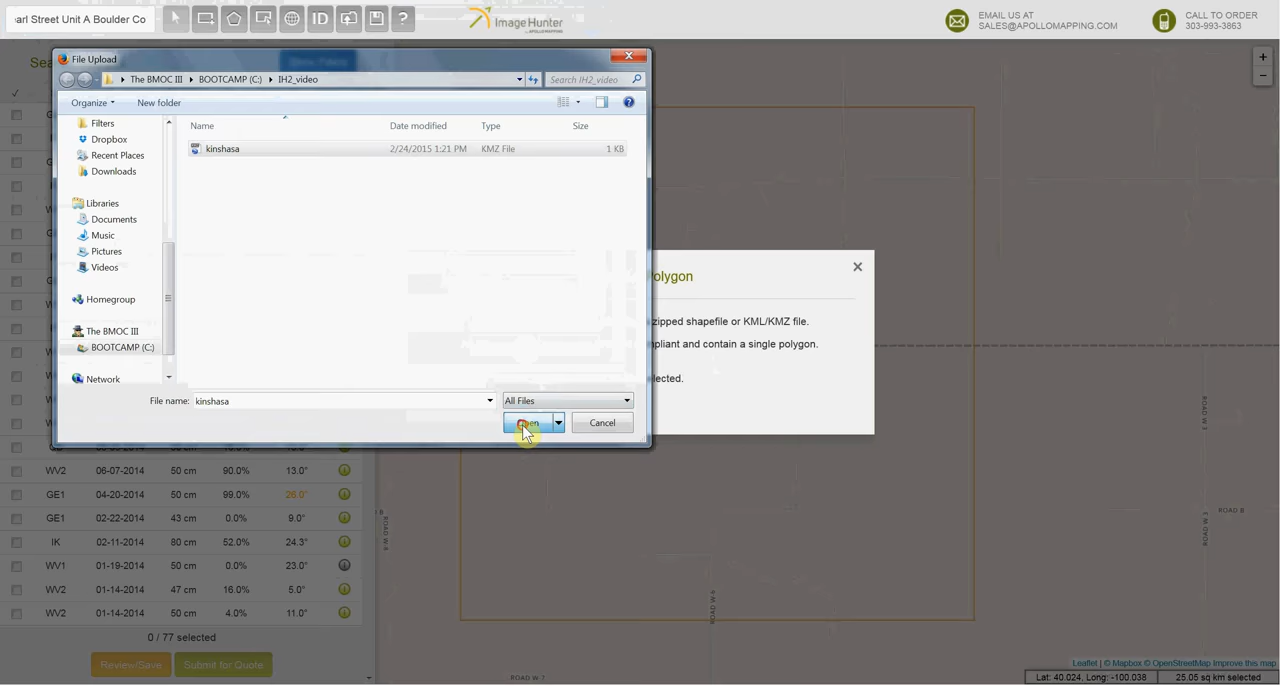 arl Street Unit A Boulder Co
ID
?
ImageHunter
by APOLLOMAPPING
EMAIL US AT
SALES@APOLLOMAPPING.COM
CALL TO ORDER
303-993-3863
File Upload
The BMOC III
BOOTCAMP (C:)
IH2_video
Search IH2_video
Organize
New folder
Filters
Dropbox
Recent Places
Downloads
Libraries
Documents
Music
Pictures
Videos
Homegroup
The BMOC III
BOOTCAMP (C:)
Network
Name Date modified Type Size
kinshasa 2/24/2015 1:21 PM KMZ File 1 KB
File name: kinshasa
All Files
Cancel
Polygon
zipped shapefile or KML/KMZ file.
mpliant and contain a single polygon.
lected.
WV2 06-07-2014 50 cm 90.0% 13.0°
GE1 04-20-2014 50 cm 99.0% 26.0°
GE1 02-22-2014 43 cm 0.0% 9.0°
IK 02-11-2014 80 cm 52.0% 24.3°
WV1 01-19-2014 50 cm 0.0% 23.0°
WV2 01-14-2014 47 cm 16.0% 5.0°
WV2 01-14-2014 50 cm 4.0% 11.0°
0 / 77 selected
Review/Save
Submit for Quote
ROAD W 3
ROAD B
ROAD W 3
ROAD W 7
Leaflet | © Mapbox © OpenStreetMap Improve this map
Lat: 40.024, Long: -100.038
25.05 sq km selected